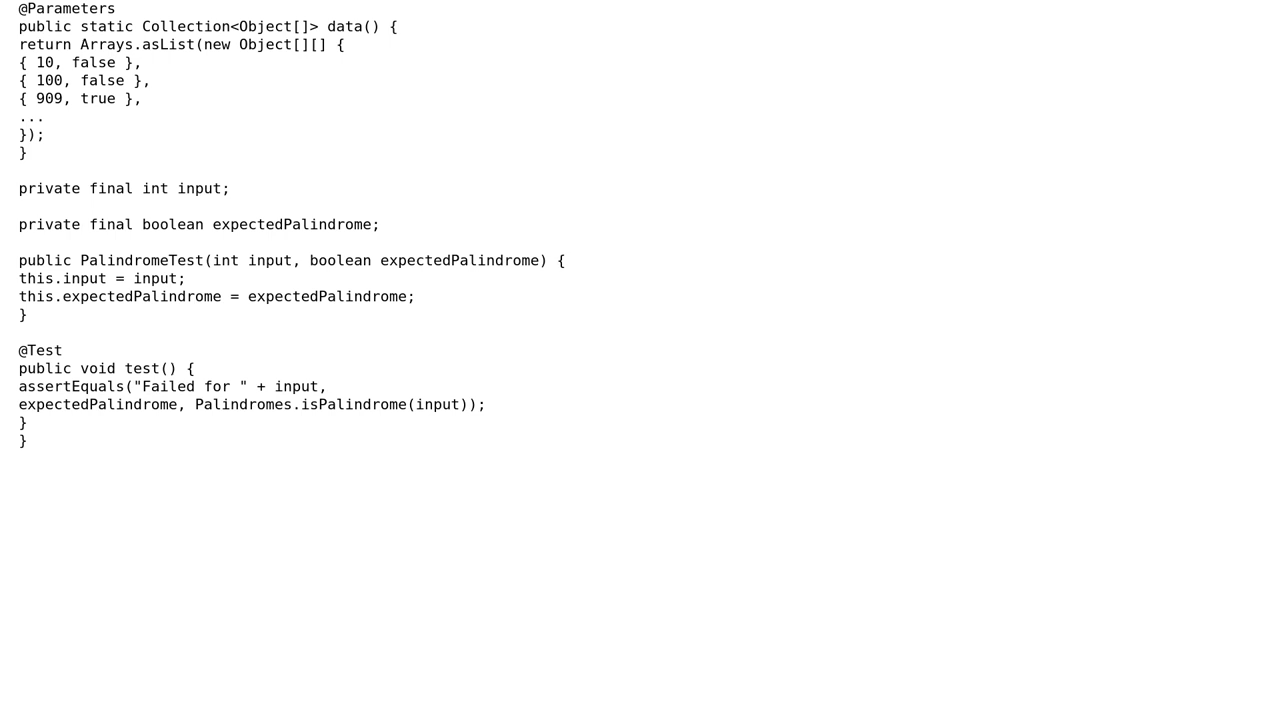 @Parameters
public static Collection<Object[]> data() {
return Arrays.asList(new Object[][] {
{ 10, false },
{ 100, false },
{ 909, true },
...
});
}

private final int input;

private final boolean expectedPalindrome;

public PalindromeTest(int input, boolean expectedPalindrome) {
this.input = input;
this.expectedPalindrome = expectedPalindrome;
}

@Test
public void test() {
assertEquals("Failed for " + input,
expectedPalindrome, Palindromes.isPalindrome(input));
}
}